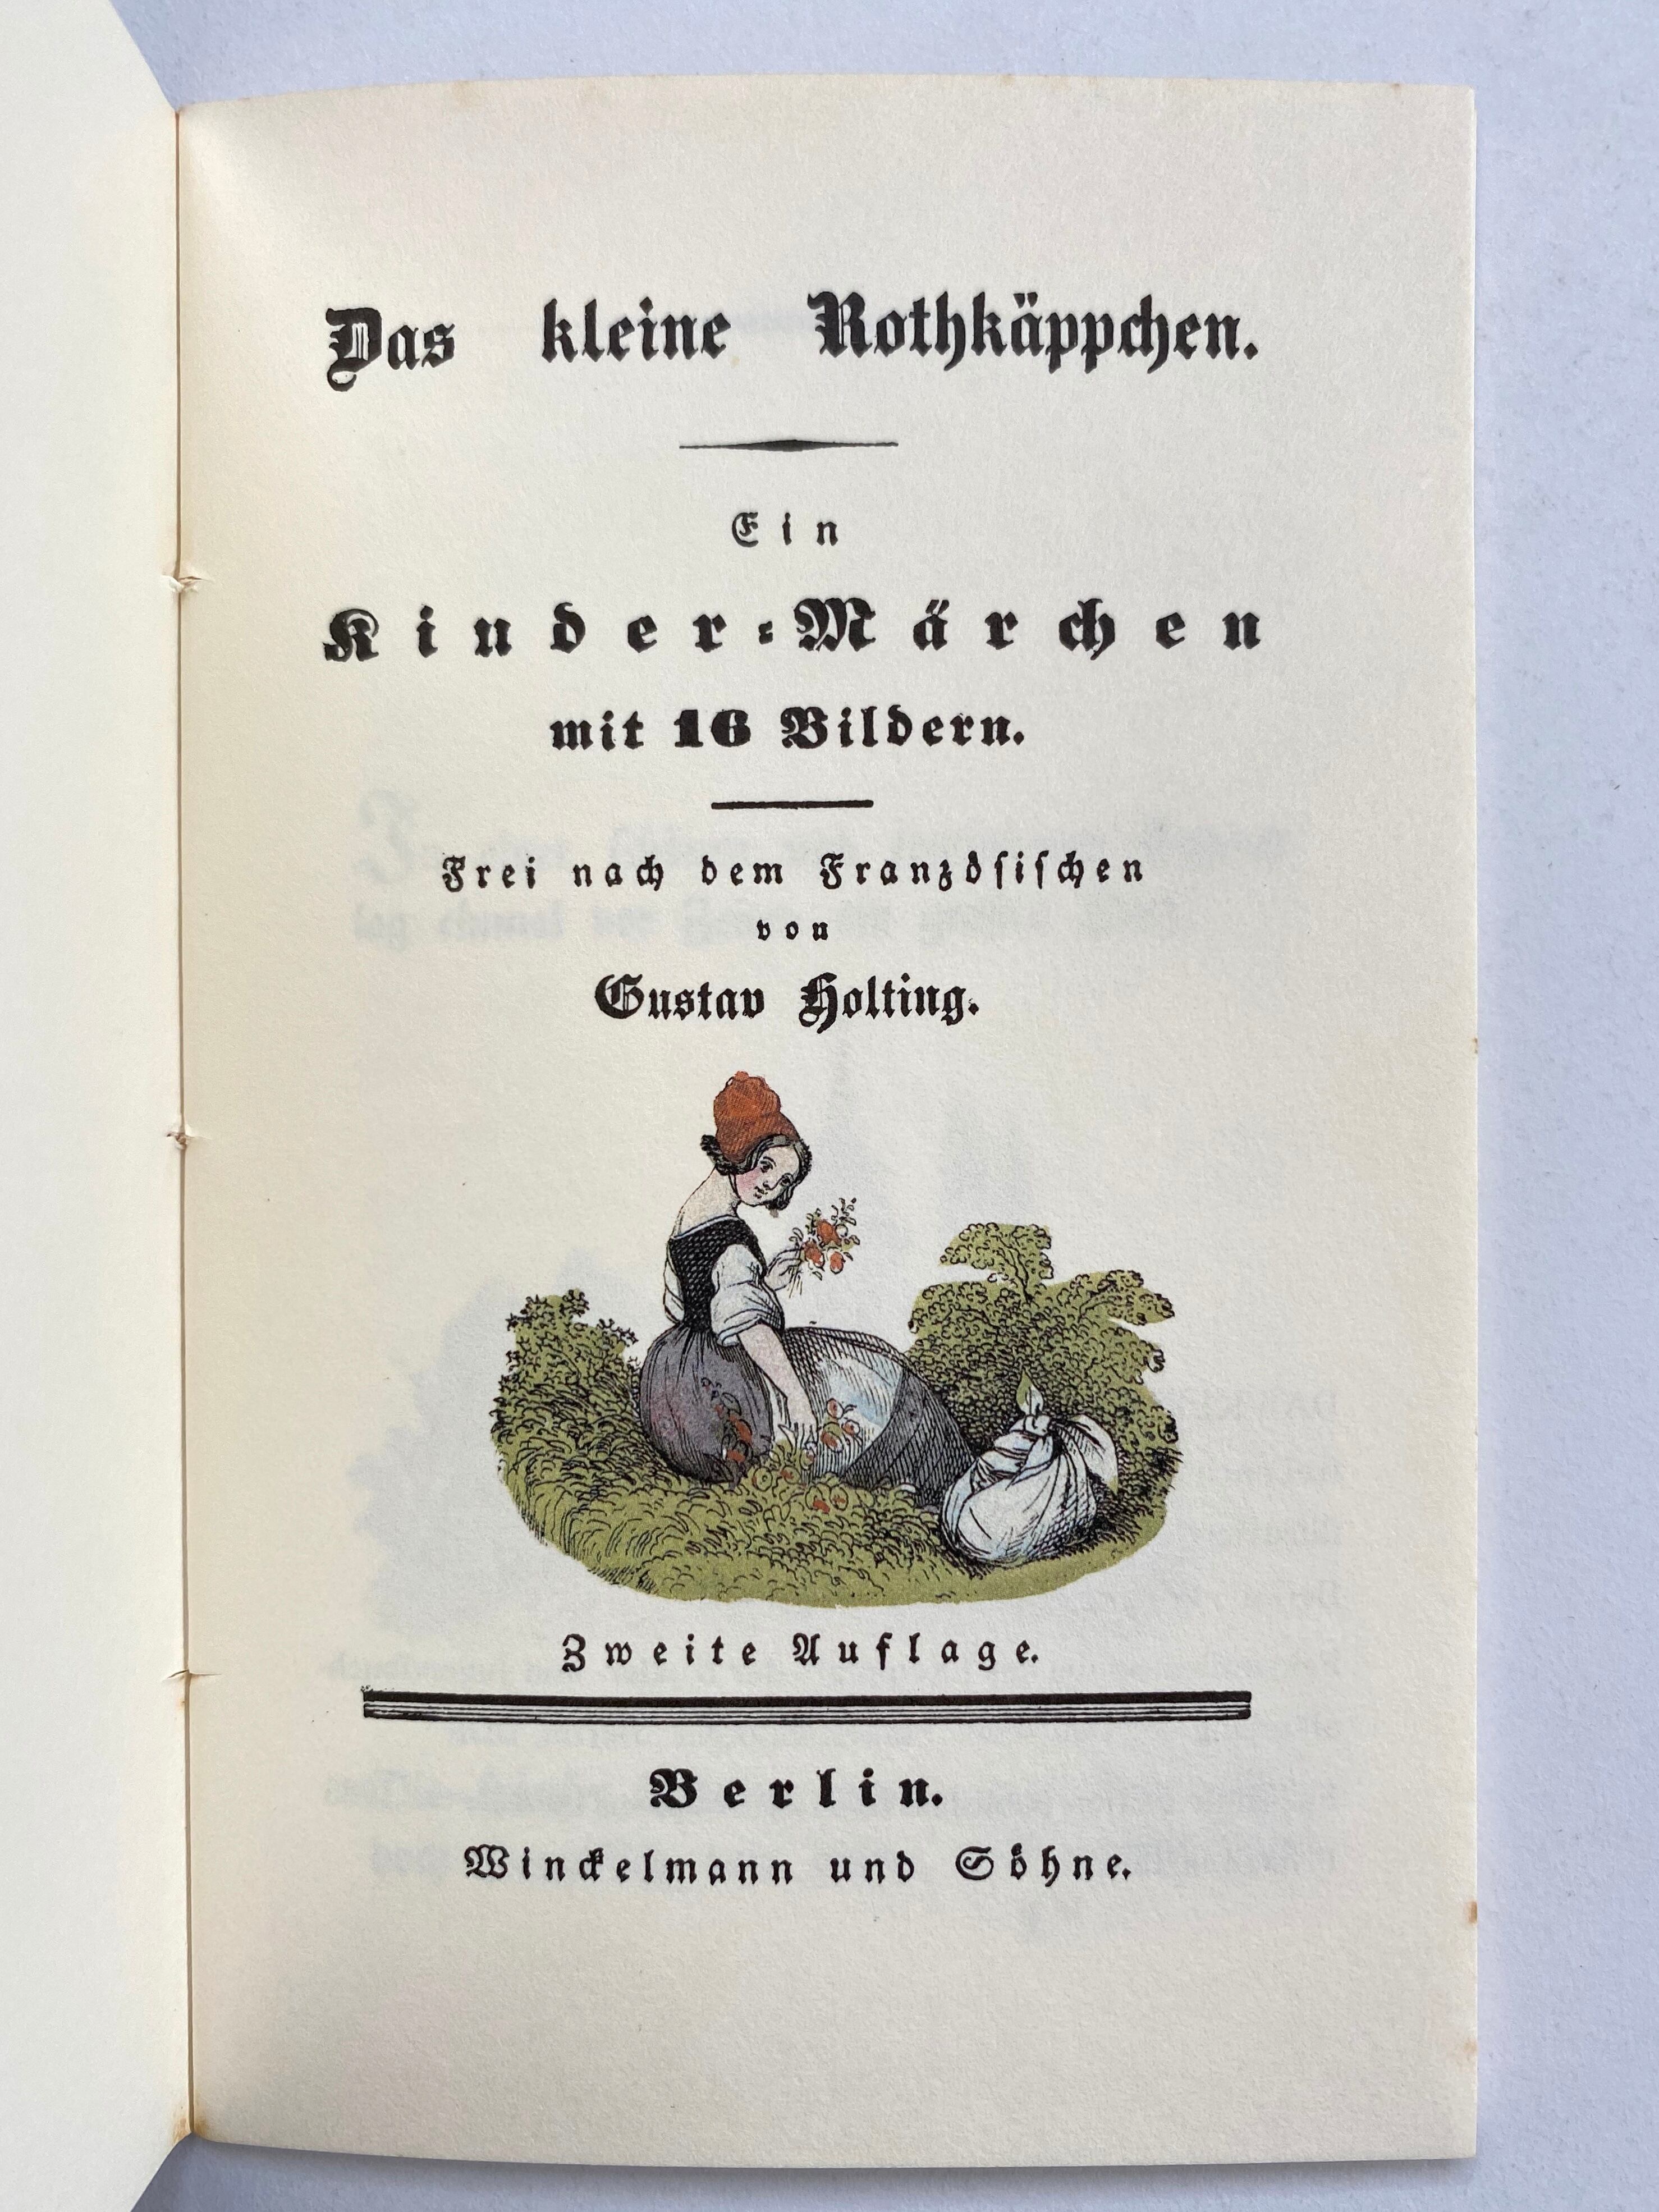 Das kleine Rothkäppchen.
Ein
Kinder-Märchen
mit 16 Bildern.
Frei nach dem Französischen
von
Gustav Holting.
Zweite Auflage.
Berlin.
Winckelmann und Söhne.